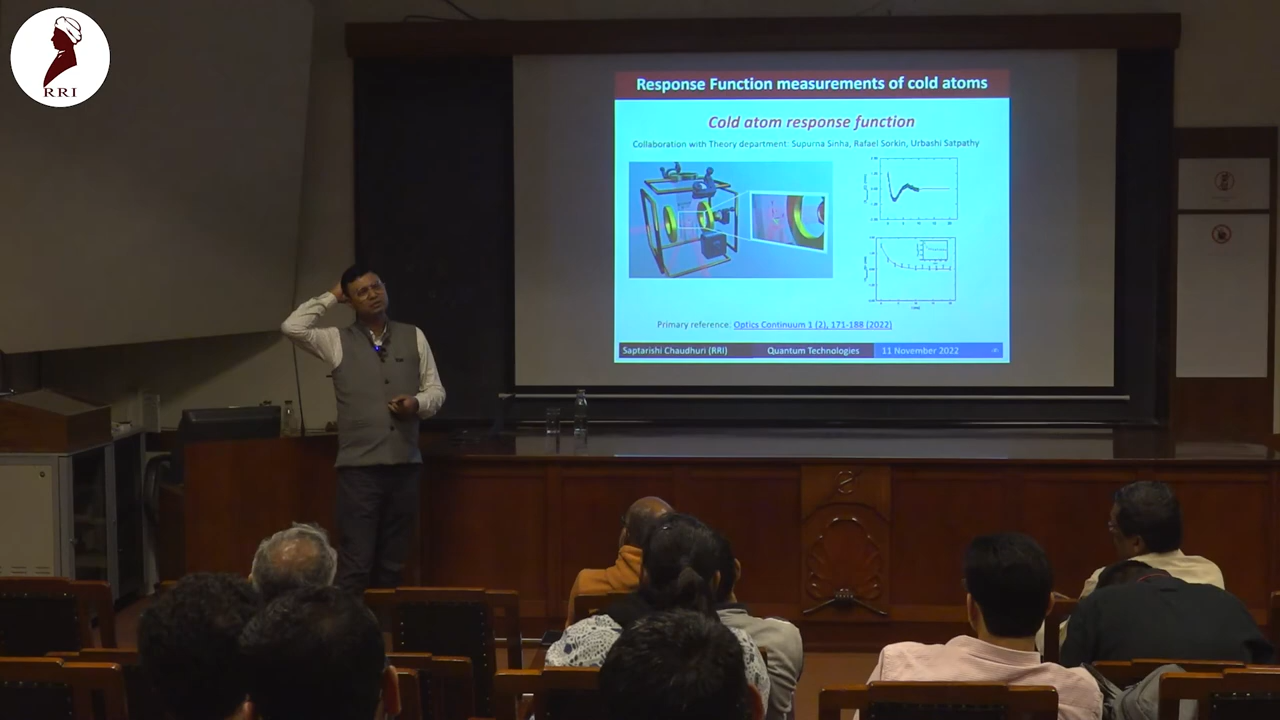 RRI
Response Function measurements of cold atoms
Cold atom response function
Collaboration with Theory department: Supurna Sinha, Rafael Sorkin, Urbashi Satpathy
Primary reference: Optics Continuum 1 (2), 171-188 (2022)
Saptarishi Chaudhuri (RRI)
Quantum Technologies
11 November 2022